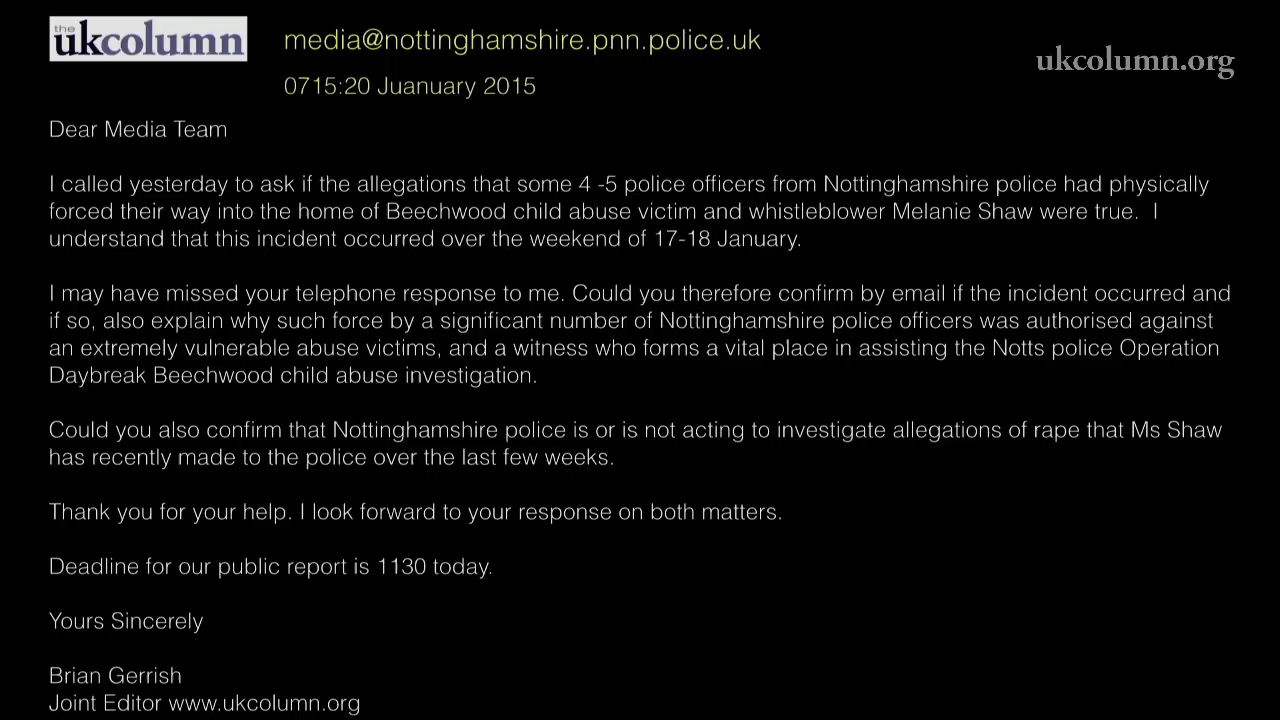 the
ukcolumn
media@nottinghamshire.pnn.police.uk
ukcolumn.org
0715:20 Juanuary 2015
Dear Media Team
I called yesterday to ask if the allegations that some 4 -5 police officers from Nottinghamshire police had physically
forced their way into the home of Beechwood child abuse victim and whistleblower Melanie Shaw were true.  I
understand that this incident occurred over the weekend of 17-18 January.
I may have missed your telephone response to me. Could you therefore confirm by email if the incident occurred and
if so, also explain why such force by a significant number of Nottinghamshire police officers was authorised against
an extremely vulnerable abuse victims, and a witness who forms a vital place in assisting the Notts police Operation
Daybreak Beechwood child abuse investigation.
Could you also confirm that Nottinghamshire police is or is not acting to investigate allegations of rape that Ms Shaw
has recently made to the police over the last few weeks.
Thank you for your help. I look forward to your response on both matters.
Deadline for our public report is 1130 today.
Yours Sincerely
Brian Gerrish
Joint Editor www.ukcolumn.org